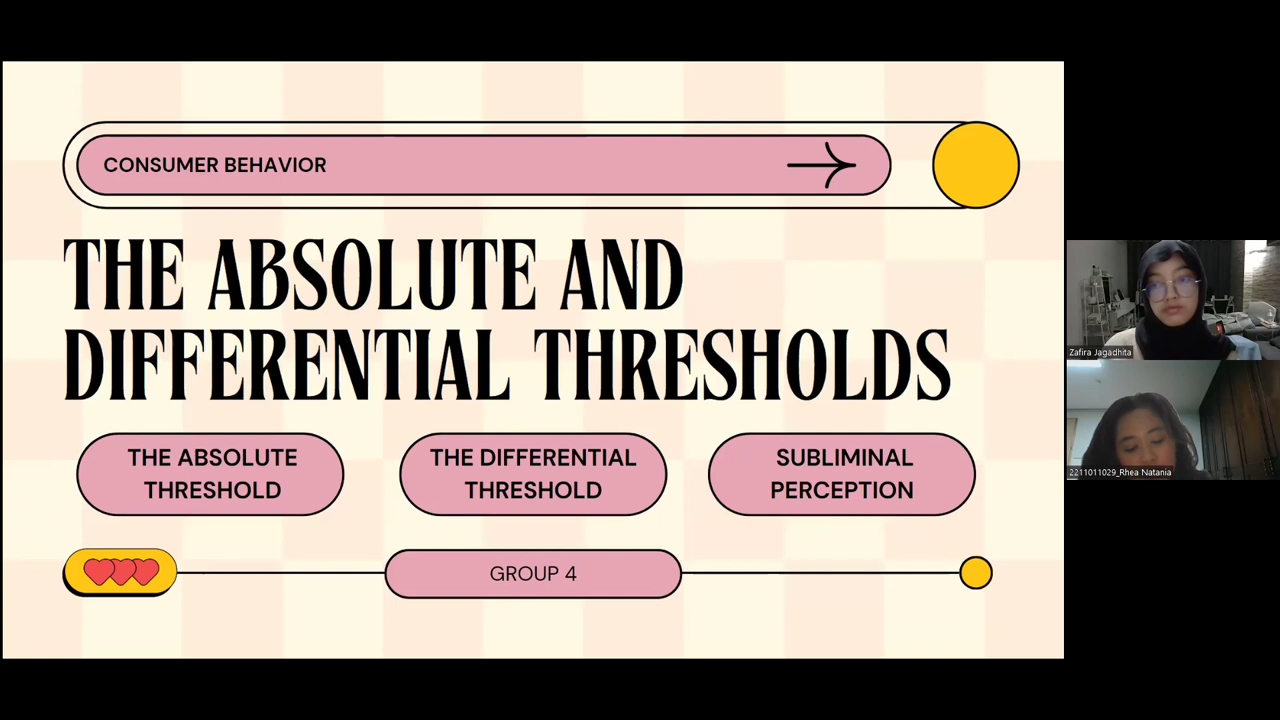 CONSUMER BEHAVIOR
THE ABSOLUTE AND
DIFFERENTIAL THRESHOLDS
THE ABSOLUTE
THRESHOLD
THE DIFFERENTIAL
THRESHOLD
SUBLIMINAL
PERCEPTION
GROUP 4
Zafira Jagadhita
2211011029_Rhea Natania